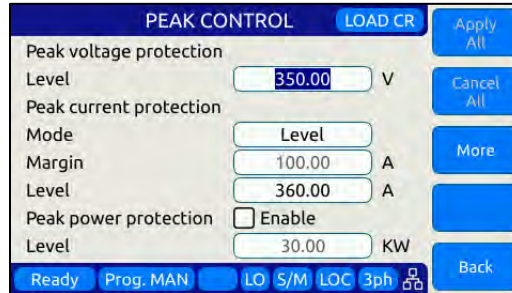 PEAK CONTROL LOAD CR
Apply All
Peak voltage protection
Level 350.00 V
Cancel All
Peak current protection
Mode Level
More
Margin 100.00 A
Level 360.00 A
Peak power protection Enable
Level 30.00 KW
Back
Ready Prog. MAN LO S/M LOC 3ph